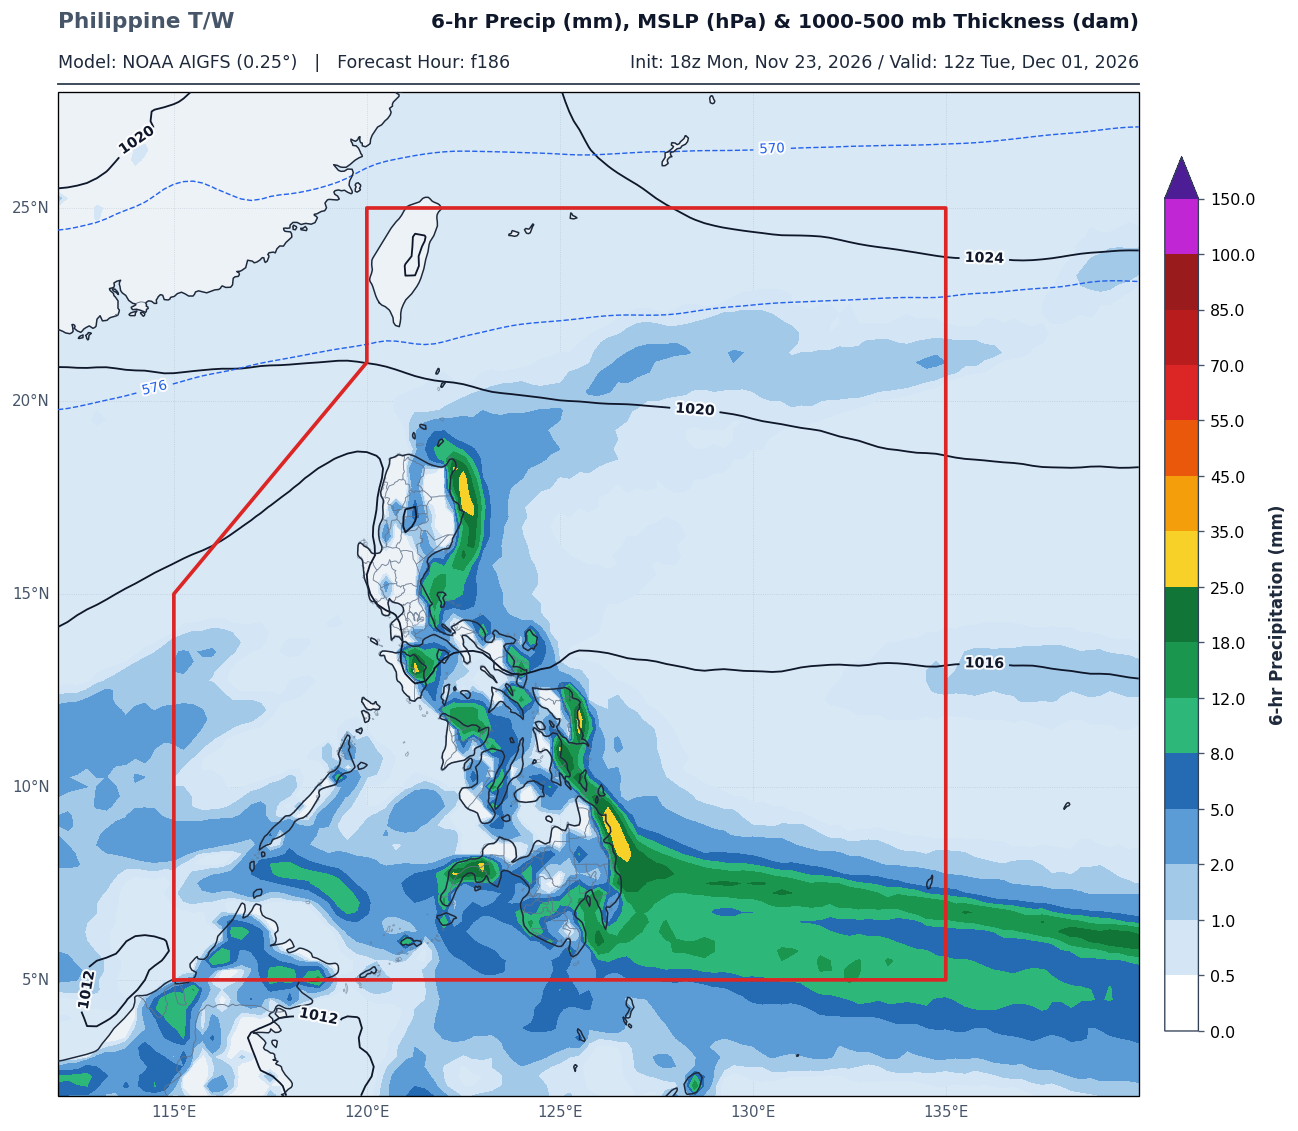 Philippine T/W
6-hr Precip (mm), MSLP (hPa) & 1000-500 mb Thickness (dam)
Model: NOAA AIGFS (0.25°) | Forecast Hour: f186
Init: 18z Mon, Nov 23, 2026 / Valid: 12z Tue, Dec 01, 2026
1020
570
25°N
1024
576
20°N
1020
15°N
1016
10°N
5°N
1012
1012
115°E
120°E
125°E
130°E
135°E
150.0
100.0
85.0
70.0
55.0
45.0
35.0
25.0
18.0
12.0
8.0
5.0
2.0
1.0
0.5
0.0
6-hr Precipitation (mm)